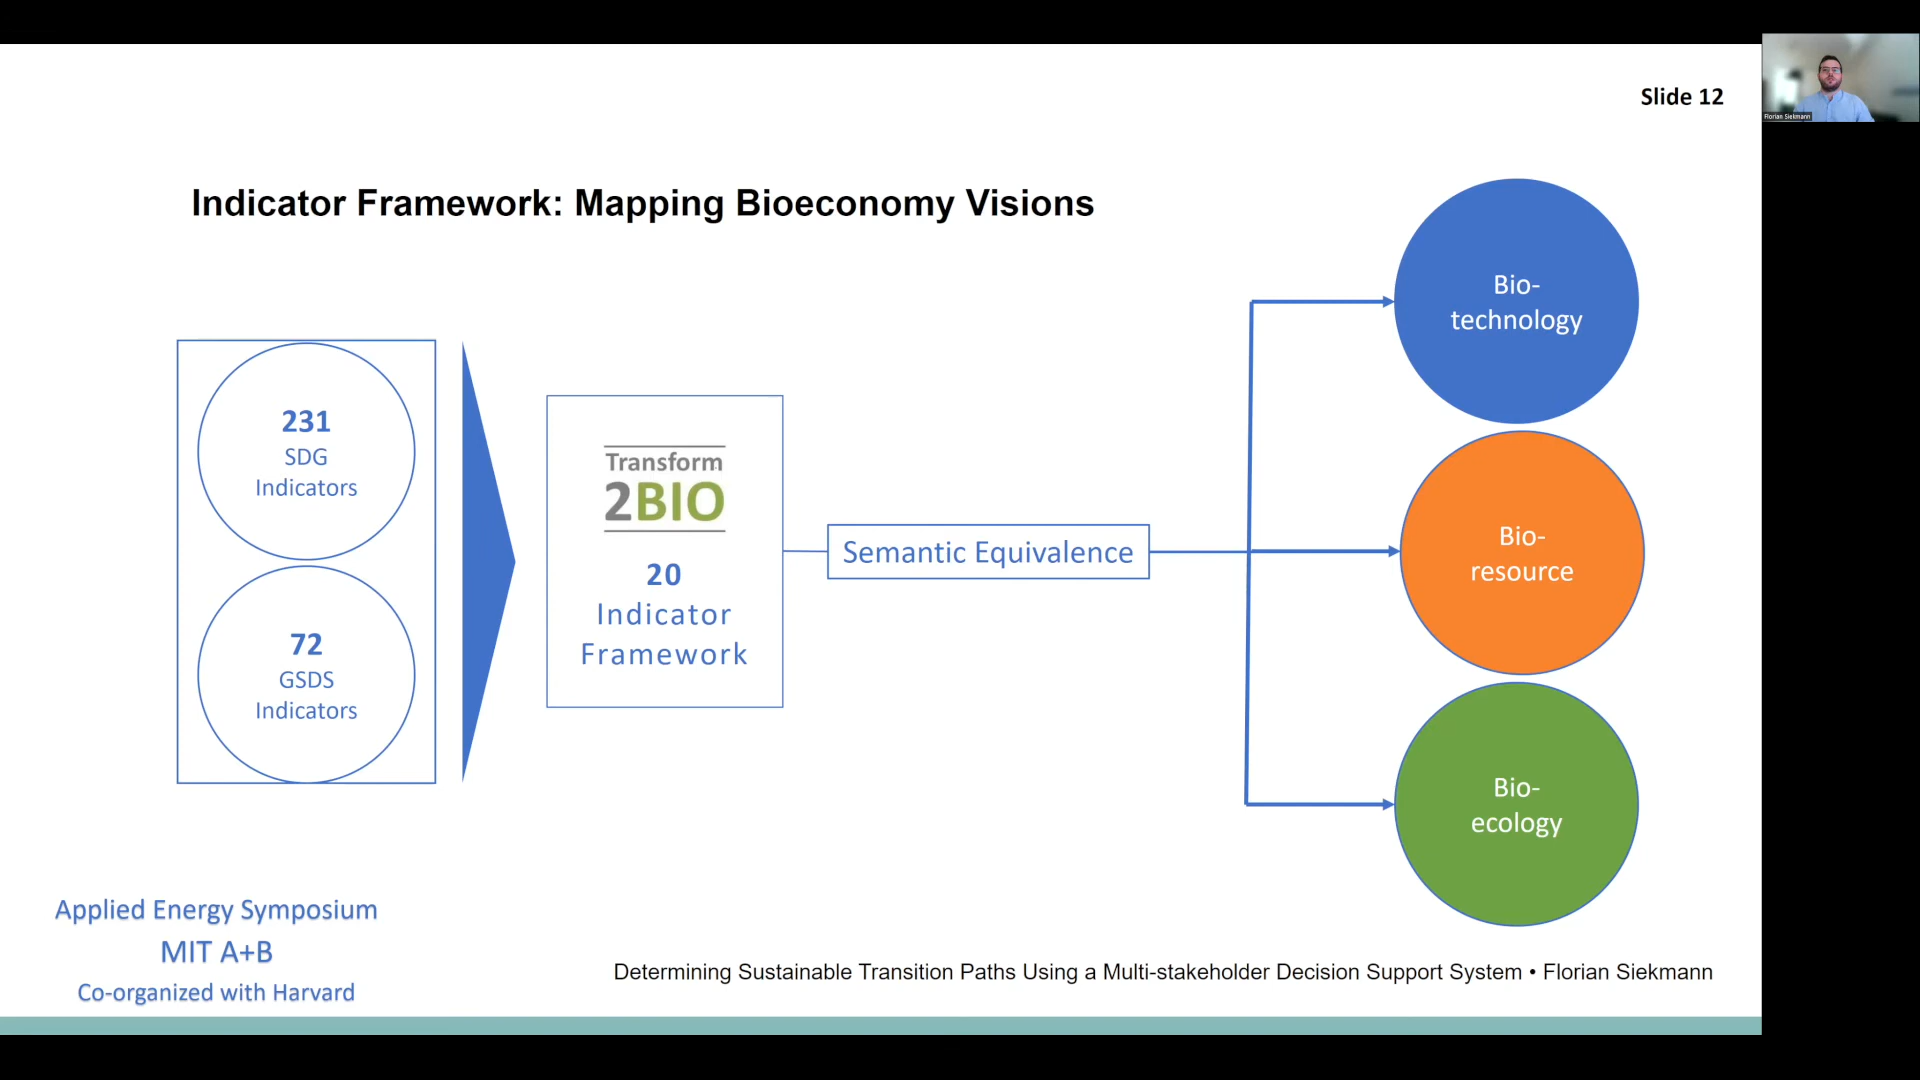 Slide 12
Florian Siekmann
Indicator Framework: Mapping Bioeconomy Visions
231
SDG
Indicators
72
GSDS
Indicators
Transform
2BIO
20
Indicator
Framework
Semantic Equivalence
Bio-
technology
Bio-
resource
Bio-
ecology
Applied Energy Symposium
MIT A+B
Co-organized with Harvard
Determining Sustainable Transition Paths Using a Multi-stakeholder Decision Support System • Florian Siekmann